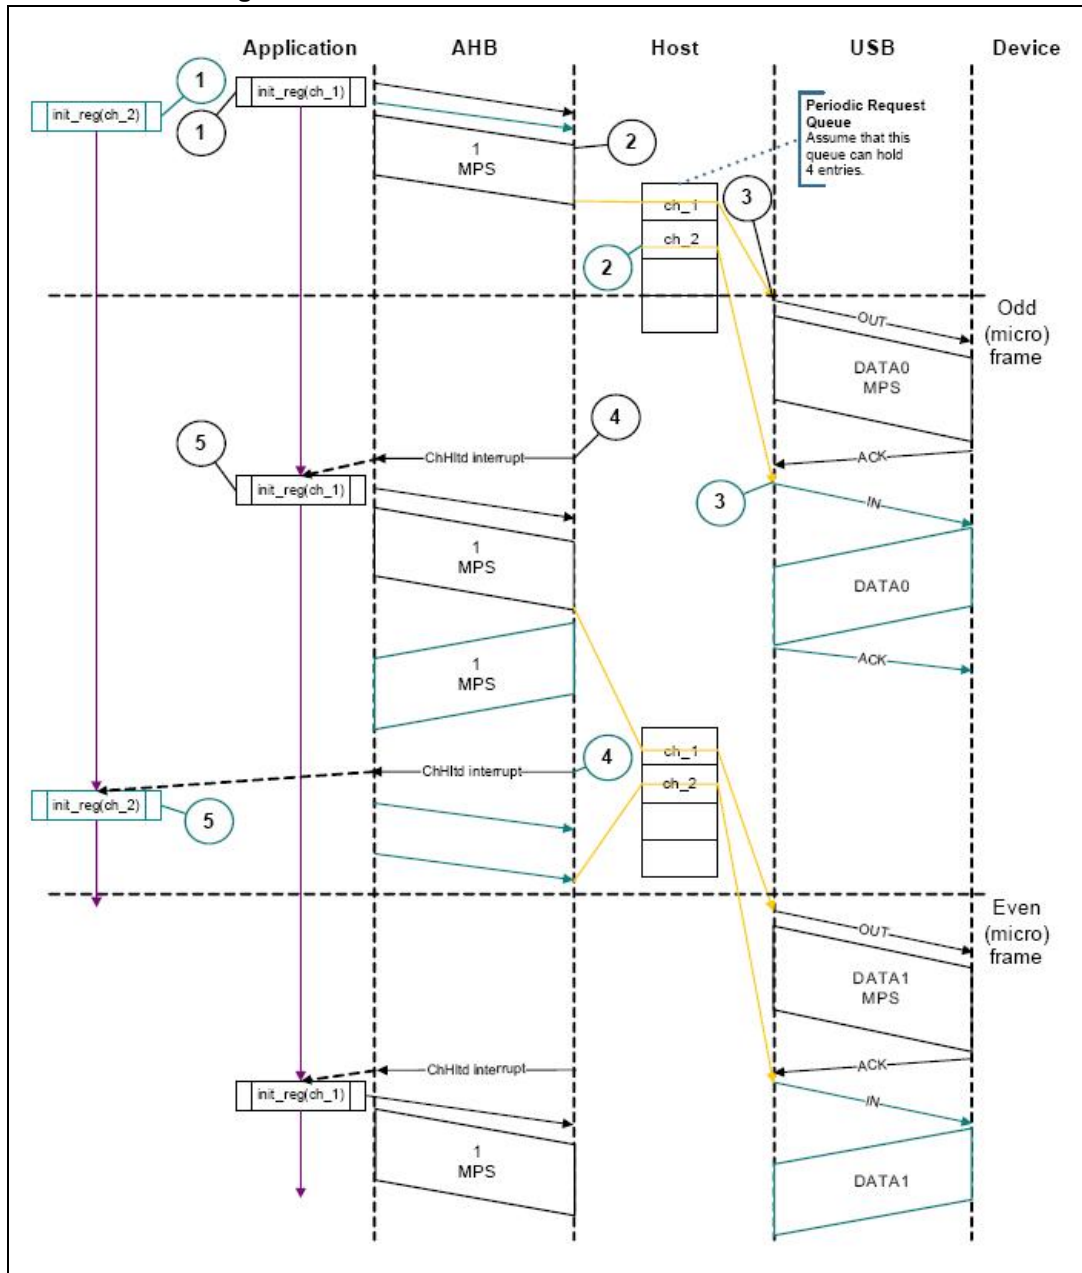 Application AHB Host USB Device
1
init_reg(ch_1)
init_reg(ch_2)
1
Periodic Request
Queue
Assume that this
queue can hold
4 entries.
1
MPS
2
3
ch_1
ch_2
2
Odd
(micro)
frame
OUT
DATA0
MPS
4
5
ChHltd interrupt
ACK
init_reg(ch_1)
3
IN
1
MPS
DATA0
1
MPS
ACK
ch_1
4
ChHltd interrupt
ch_2
init_reg(ch_2)
5
Even
(micro)
frame
OUT
DATA1
MPS
ChHltd interrupt
ACK
init_reg(ch_1)
IN
1
MPS
DATA1